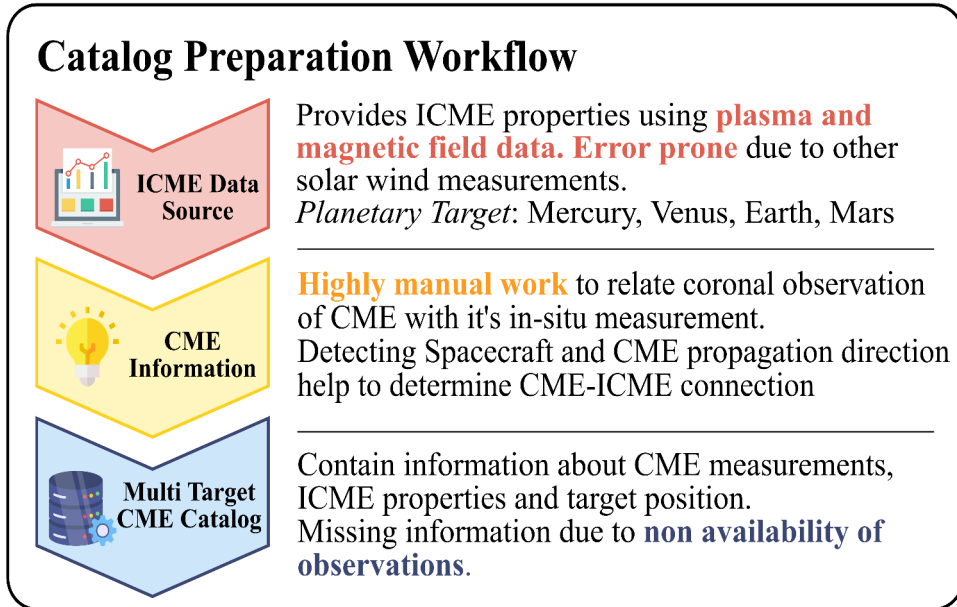 Catalog Preparation Workflow
ICME Data
Source
Provides ICME properties using plasma and
magnetic field data. Error prone due to other
solar wind measurements.
Planetary Target: Mercury, Venus, Earth, Mars
CME
Information
Highly manual work to relate coronal observation
of CME with it's in-situ measurement.
Detecting Spacecraft and CME propagation direction
help to determine CME-ICME connection
Multi Target
CME Catalog
Contain information about CME measurements,
ICME properties and target position.
Missing information due to non availability of
observations.